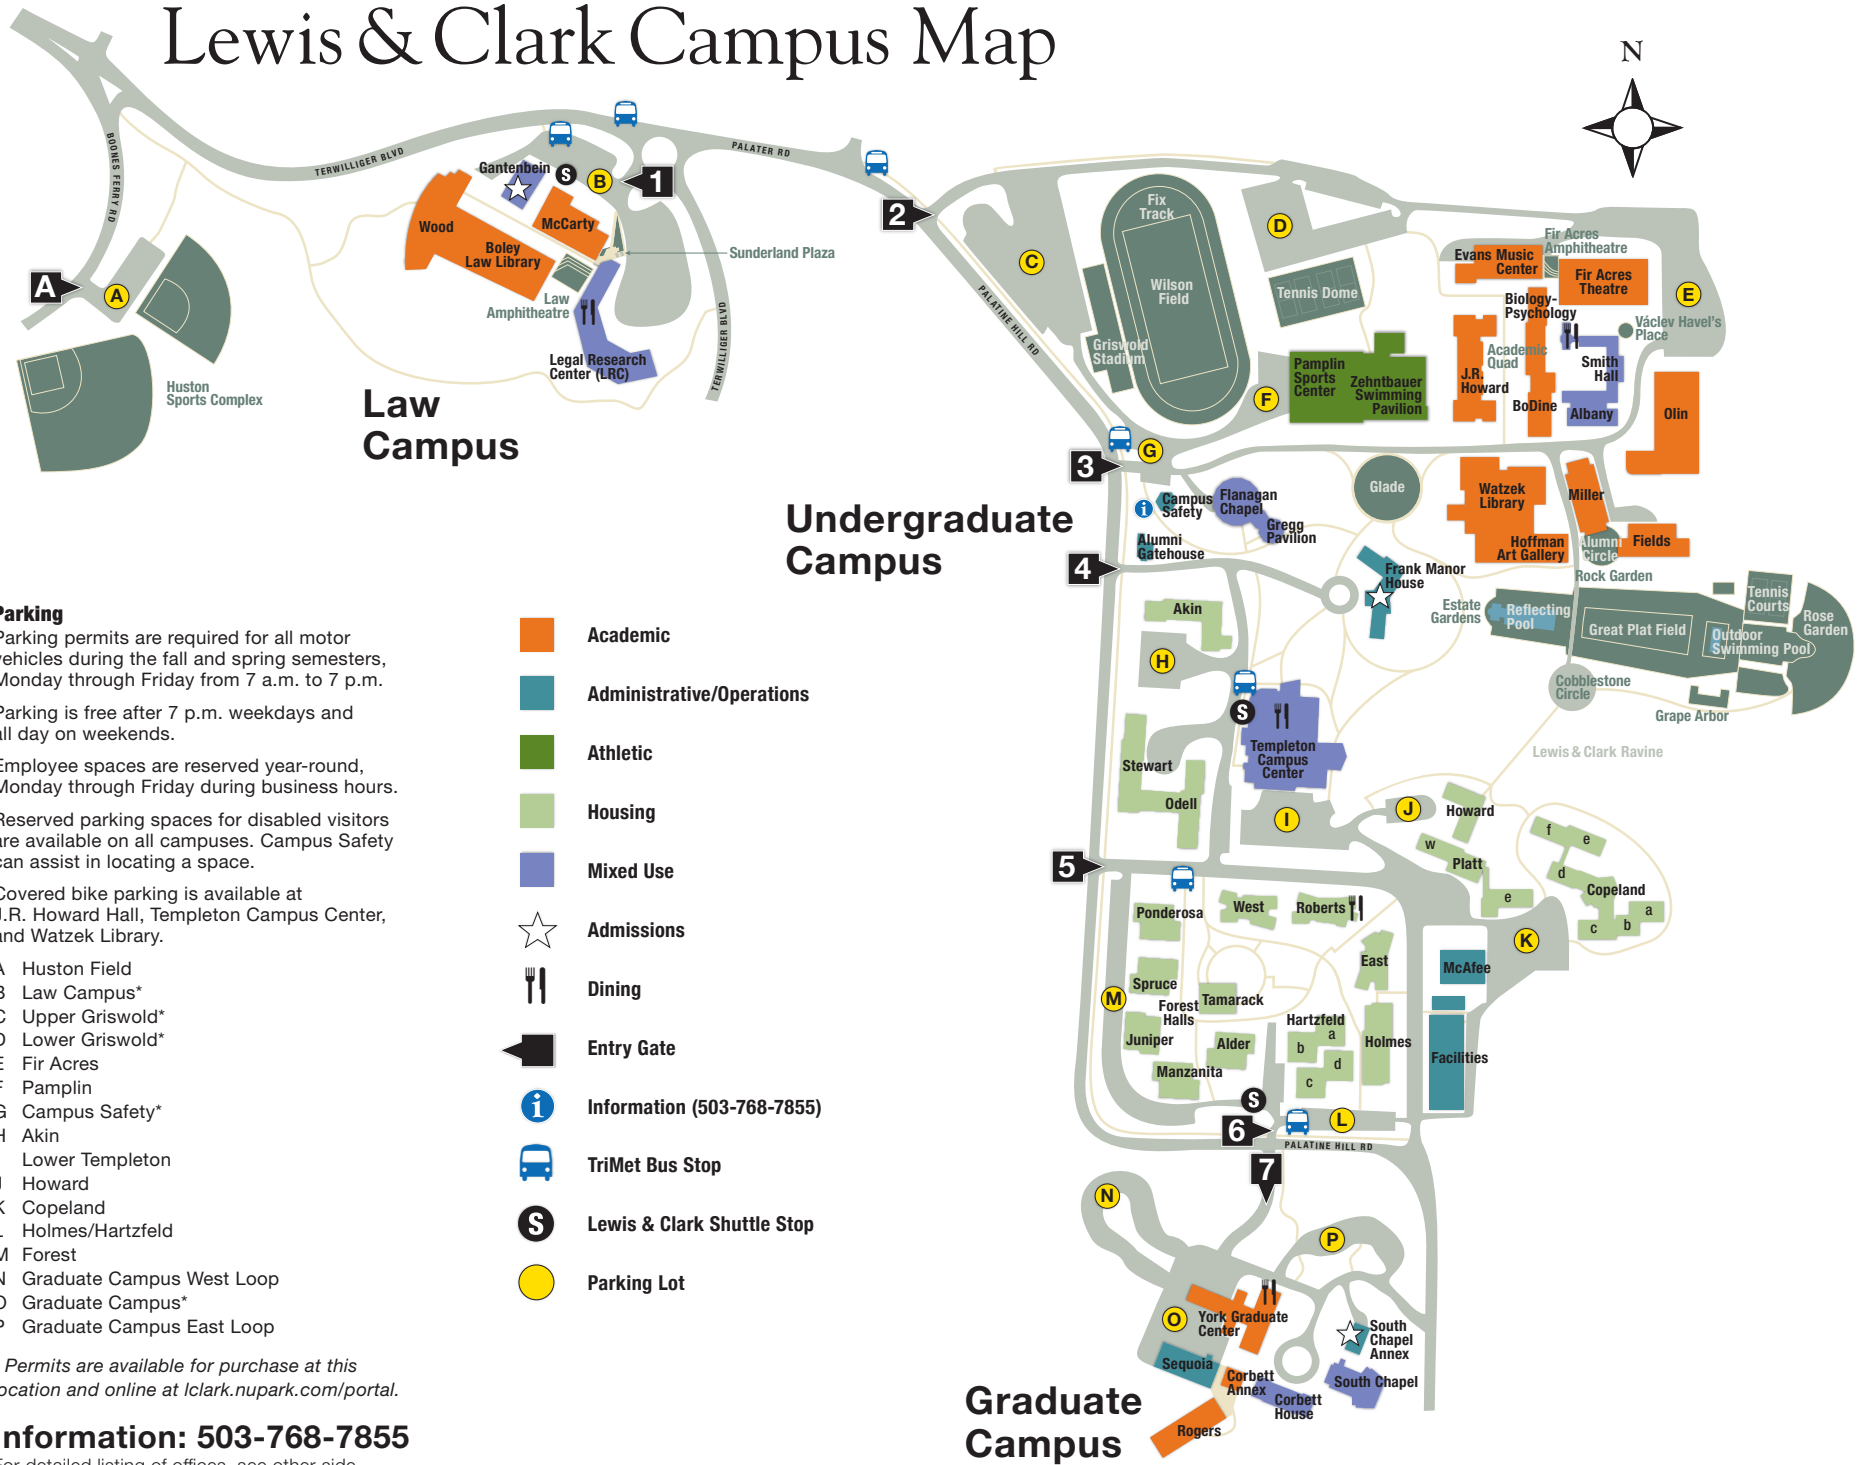 Lewis & Clark Campus Map
N
BOONES FERRY RD
TERWILLIGER BLVD
PALATER RD
TERWILLIGER BLVD
PALATINE HILL RD
Gantenbein
S
B
1
2
Wood
McCarty
Boley
Law Library
Sunderland Plaza
Law
Amphitheatre
Legal Research
Center (LRC)
A
A
Huston
Sports Complex
Law
Campus
C
Fix
Track
Wilson
Field
Griswold
Stadium
D
Tennis Dome
Pamplin
Sports
Center
Zehntbauer
Swimming
Pavilion
F
Fir Acres
Amphitheatre
Evans Music
Center
Fir Acres
Theatre
E
Biology-
Psychology
Václev Havel's
Place
Academic
Quad
J.R.
Howard
Smith
Hall
BoDine
Albany
Olin
G
3
Campus
Safety
i
Flanagan
Chapel
Gregg
Pavilion
Alumni
Gatehouse
Glade
Watzek
Library
Miller
Hoffman
Art Gallery
Alumni
Circle
Fields
Rock Garden
Undergraduate
Campus
4
Frank Manor
House
Akin
H
Estate
Gardens
Reflecting
Pool
Great Plat Field
Tennis
Courts
Rose
Garden
Outdoor
Swimming Pool
Cobblestone
Circle
Grape Arbor
Lewis & Clark Ravine
S
Templeton
Campus
Center
Stewart
Odell
I
J
Howard
w
Platt
e
f
e
d
Copeland
a
b
c
K
5
Ponderosa
West
Roberts
East
McAfee
Spruce
M
Forest
Halls
Tamarack
Juniper
Alder
Manzanita
Hartzfeld
a
b
d
c
Holmes
Facilities
S
6
L
PALATINE HILL RD
7
N
P
O
York Graduate
Center
Sequoia
Corbett
Annex
Corbett
House
South
Chapel
Annex
South Chapel
Rogers
Graduate
Campus
Parking
Parking permits are required for all motor
vehicles during the fall and spring semesters,
Monday through Friday from 7 a.m. to 7 p.m.
Parking is free after 7 p.m. weekdays and
all day on weekends.
Employee spaces are reserved year-round,
Monday through Friday during business hours.
Reserved parking spaces for disabled visitors
are available on all campuses. Campus Safety
can assist in locating a space.
Covered bike parking is available at
J.R. Howard Hall, Templeton Campus Center,
and Watzek Library.
A Huston Field
B Law Campus*
C Upper Griswold*
D Lower Griswold*
E Fir Acres
F Pamplin
G Campus Safety*
H Akin
Lower Templeton
J Howard
K Copeland
L Holmes/Hartzfeld
M Forest
N Graduate Campus West Loop
O Graduate Campus*
P Graduate Campus East Loop
Permits are available for purchase at this
location and online at lclark.nupark.com/portal.
Information: 503-768-7855
For detailed listing of offices, see other side
Academic
Administrative/Operations
Athletic
Housing
Mixed Use
Admissions
Dining
Entry Gate
i Information (503-768-7855)
TriMet Bus Stop
S Lewis & Clark Shuttle Stop
Parking Lot